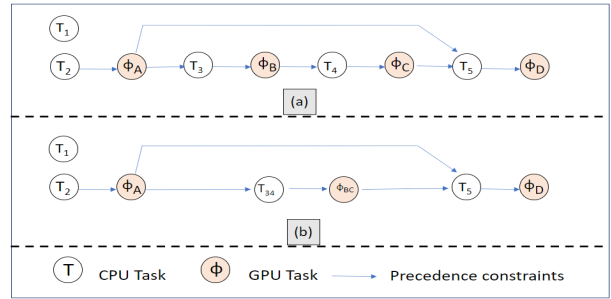 T1
T2 ϕA T3 ϕB T4 ϕC T5 ϕD
(a)
T1
T2 ϕA T34 ϕBC T5 ϕD
(b)
T CPU Task ϕ GPU Task Precedence constraints